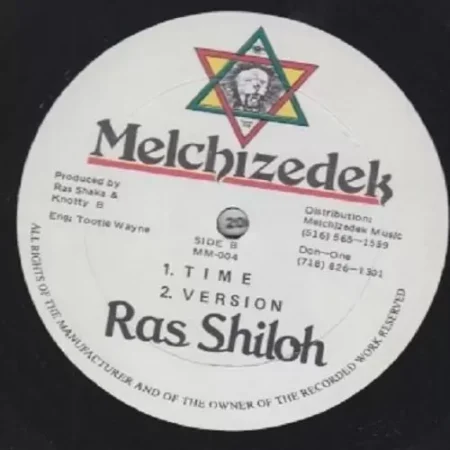 Melchizedek
Produced by
Ras Shaka &
Knotty B
Eng: Tootie Wayne
Distribution:
Melchizedek Music
(516) 565-1599
Don-One
(718) 826-1301
SIDE B
MM-004
1. TIME
2. VERSION
Ras Shiloh
ALL RIGHTS OF THE MANUFACTURER AND OF THE OWNER OF THE RECORDED WORK RESERVED